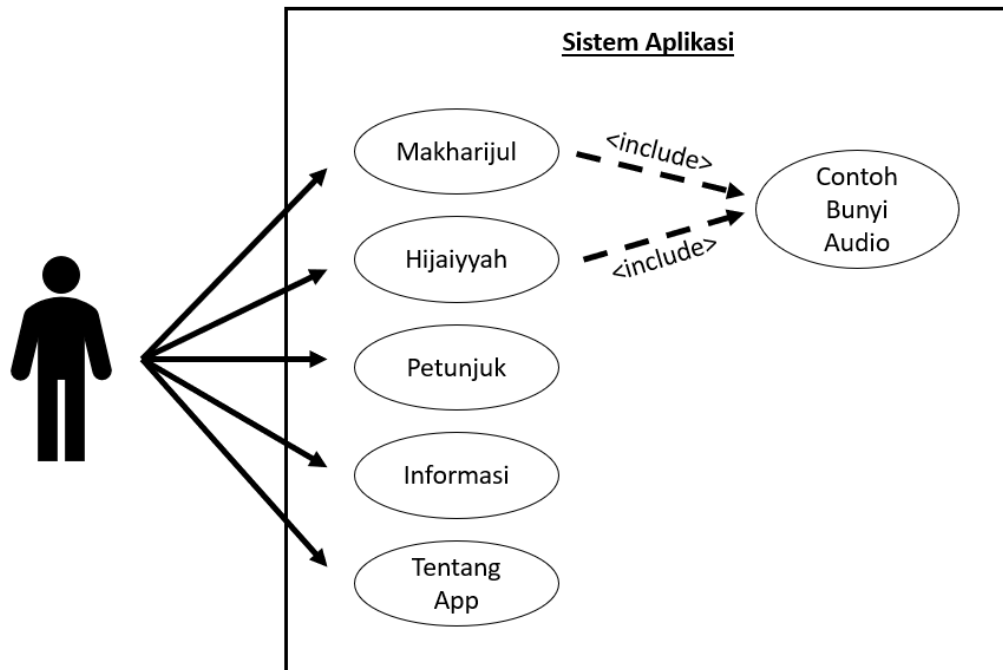 Sistem Aplikasi
Makharijul
<include>
Contoh
Bunyi
Audio
Hijaiyyah
<include>
Petunjuk
Informasi
Tentang
App